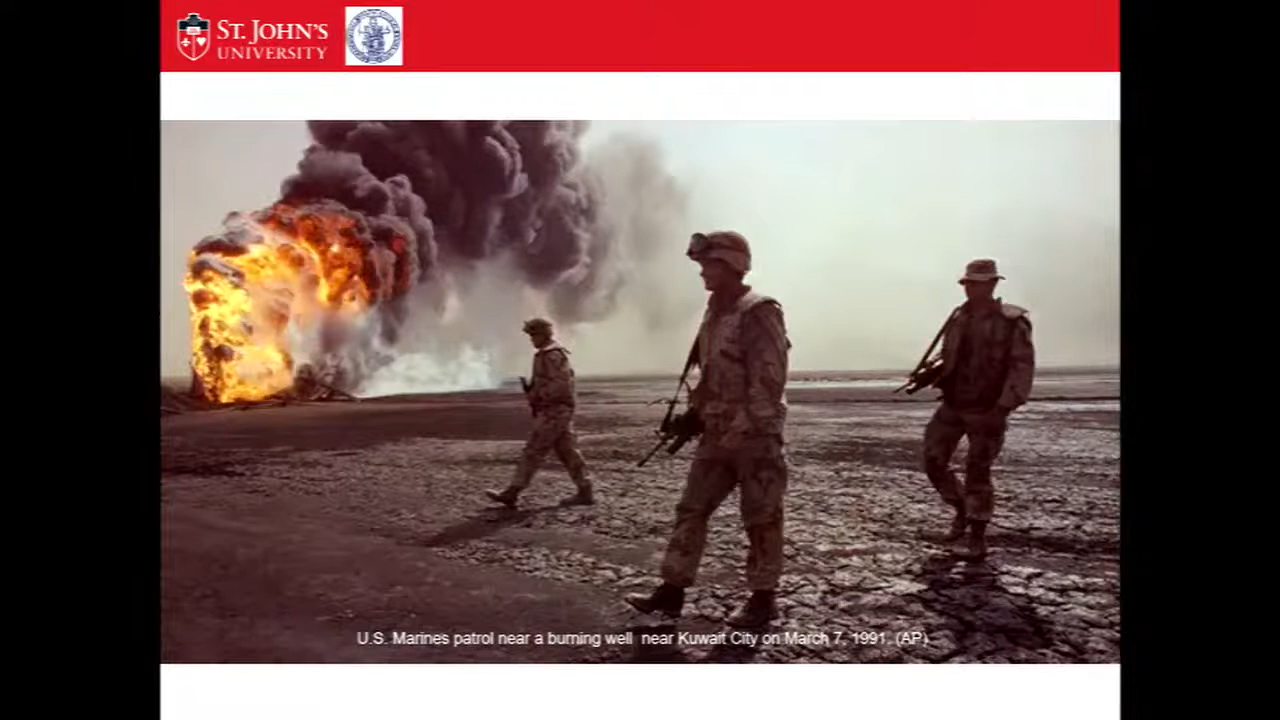 ST. JOHN'S
UNIVERSITY
U.S. Marines patrol near a burning well near Kuwait City on March 7, 1991. (AP)